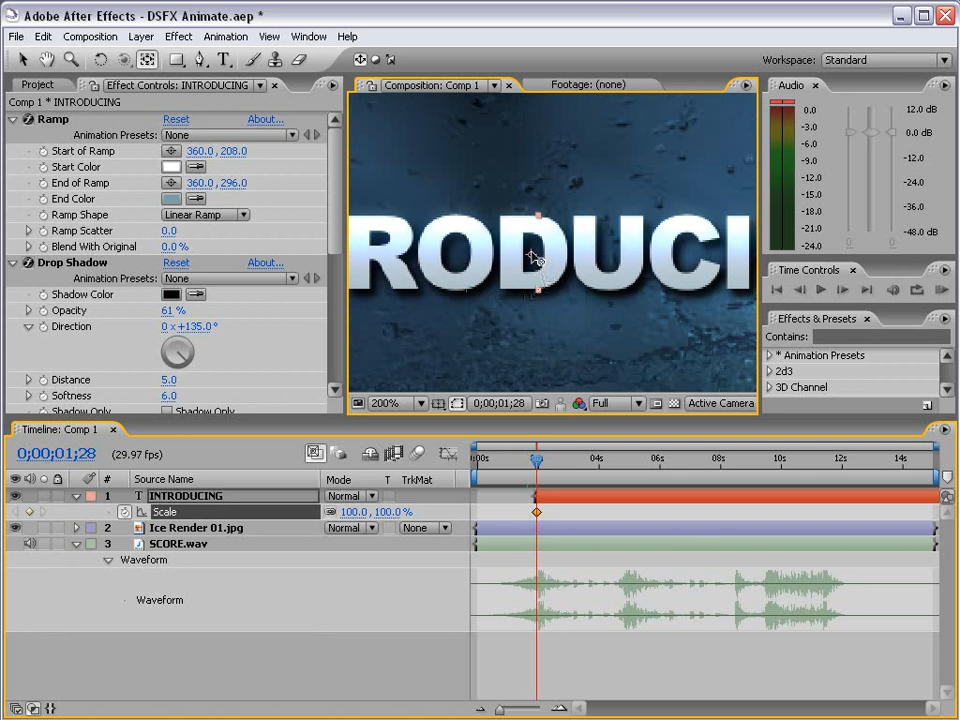 Adobe After Effects - DSFX Animate.aep *
File Edit Composition Layer Effect Animation View Window Help
Workspace: Standard
Project Effect Controls: INTRODUCING
Composition: Comp 1 Footage: (none)
Audio
Comp 1 * INTRODUCING
Ramp Reset About...
Animation Presets: None
Start of Ramp 360.0, 208.0
Start Color
End of Ramp 360.0, 296.0
End Color
Ramp Shape Linear Ramp
Ramp Scatter 0.0
Blend With Original 0.0 %
Drop Shadow Reset About...
Animation Presets: None
Shadow Color
Opacity 61 %
Direction 0 x +135.0 °
Distance 5.0
Softness 6.0
Shadow Only Shadow Only
RODUCI
200% 0;00;01;28 Full Active Camera
0.0 12.0 dB
-3.0 0.0 dB
-6.0
-9.0 -12.0
-12.0
-15.0 -24.0
-18.0 -36.0
-21.0
-24.0 -48.0 dB
0 0
Time Controls
Effects & Presets
Contains:
* Animation Presets
2d3
3D Channel
Timeline: Comp 1
0;00;01;28 (29.97 fps)
:00s 04s 06s 08s 10s 12s 14s
# Source Name Mode T TrkMat
1 T INTRODUCING Normal
Scale 100.0, 100.0 %
2 Ice Render 01.jpg Normal None
3 SCORE.wav
Waveform
Waveform